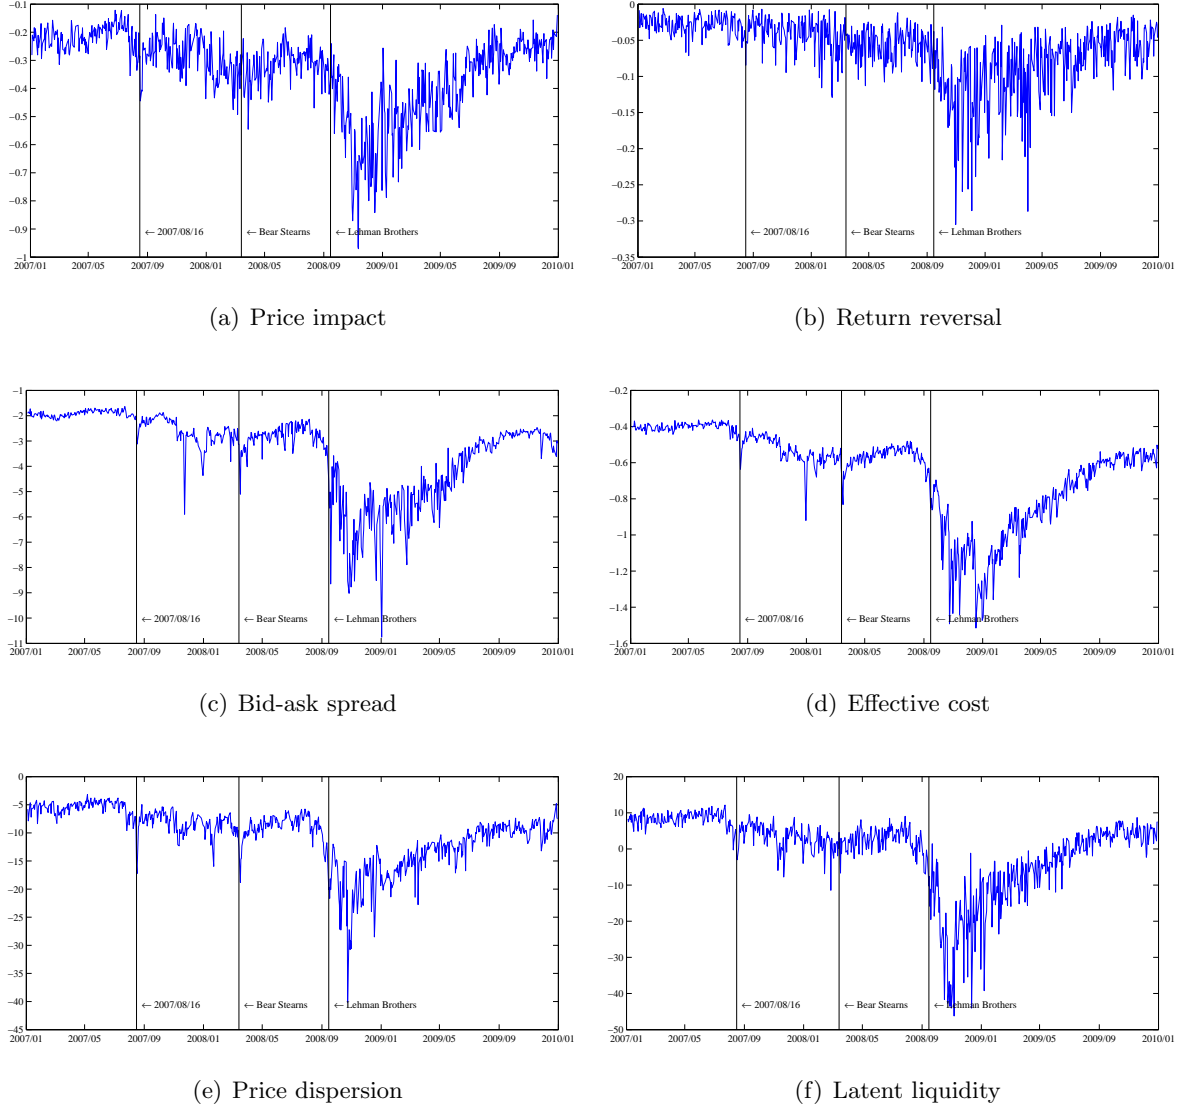 −0.1
−0.2
−0.3
−0.4
−0.5
−0.6
−0.7
−0.8
−0.9
−1
← 2007/08/16
← Bear Stearns
← Lehman Brothers
2007/01 2007/05 2007/09 2008/01 2008/05 2008/09 2009/01 2009/05 2009/09 2010/01
(a) Price impact
0
−0.05
−0.1
−0.15
−0.2
−0.25
−0.3
−0.35
← 2007/08/16
← Bear Stearns
← Lehman Brothers
2007/01 2007/09 2008/01 2008/05 2008/09 2009/01 2009/05 2009/09 2010/01
(b) Return reversal
−1
−2
−3
−4
−5
−6
−7
−8
−9
−10
−11
← 2007/08/16
← Bear Stearns
← Lehman Brothers
2007/01 2007/05 2007/09 2008/01 2008/05 2008/09 2009/01 2009/05 2009/09 2010/01
(c) Bid-ask spread
−0.2
−0.4
−0.6
−0.8
−1
−1.2
−1.4
−1.6
← 2007/08/16
← Bear Stearns
← Lehman Brothers
2007/01 2007/05 2007/09 2008/01 2008/05 2008/09 2009/01 2009/05 2009/09 2010/01
(d) Effective cost
0
−5
−10
−15
−20
−25
−30
−35
−40
−45
← 2007/08/16
← Bear Stearns
← Lehman Brothers
2007/01 2007/05 2007/09 2008/01 2008/05 2008/09 2009/01 2009/05 2009/09 2010/01
(e) Price dispersion
20
10
0
−10
−20
−30
−40
−50
← 2007/08/16
← Bear Stearns
← Lehman Brothers
2007/01 2007/05 2007/09 2008/01 2008/05 2008/09 2009/01 2009/05 2009/09 2010/01
(f) Latent liquidity